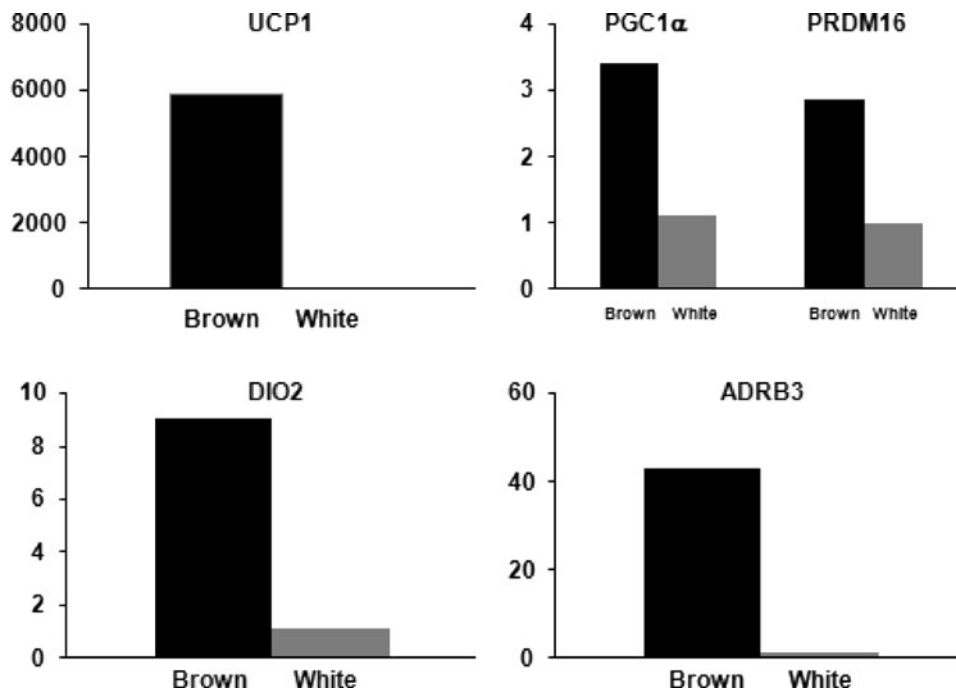 UCP1
8000
6000
4000
2000
0
Brown White
PGC1α PRDM16
4
3
2
1
0
Brown White Brown White
DIO2
10
8
6
4
2
0
Brown White
ADRB3
60
40
20
0
Brown White